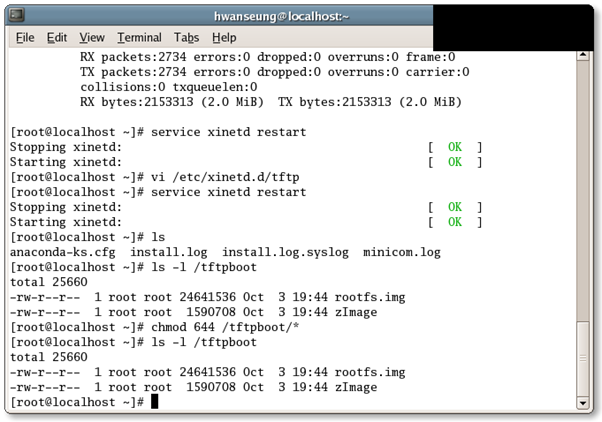 hwanseung@localhost:~
File Edit View Terminal Tabs Help
RX packets:2734 errors:0 dropped:0 overruns:0 frame:0
TX packets:2734 errors:0 dropped:0 overruns:0 carrier:0
collisions:0 txqueuelen:0
RX bytes:2153313 (2.0 MiB)  TX bytes:2153313 (2.0 MiB)
[root@localhost ~]# service xinetd restart
Stopping xinetd: [  OK  ]
Starting xinetd: [  OK  ]
[root@localhost ~]# vi /etc/xinetd.d/tftp
[root@localhost ~]# service xinetd restart
Stopping xinetd: [  OK  ]
Starting xinetd: [  OK  ]
[root@localhost ~]# ls
anaconda-ks.cfg  install.log  install.log.syslog  minicom.log
[root@localhost ~]# ls -l /tftpboot
total 25660
-rw-r--r--  1 root root 24641536 Oct  3 19:44 rootfs.img
-rw-r--r--  1 root root  1590708 Oct  3 19:44 zImage
[root@localhost ~]# chmod 644 /tftpboot/*
[root@localhost ~]# ls -l /tftpboot
total 25660
-rw-r--r--  1 root root 24641536 Oct  3 19:44 rootfs.img
-rw-r--r--  1 root root  1590708 Oct  3 19:44 zImage
[root@localhost ~]#